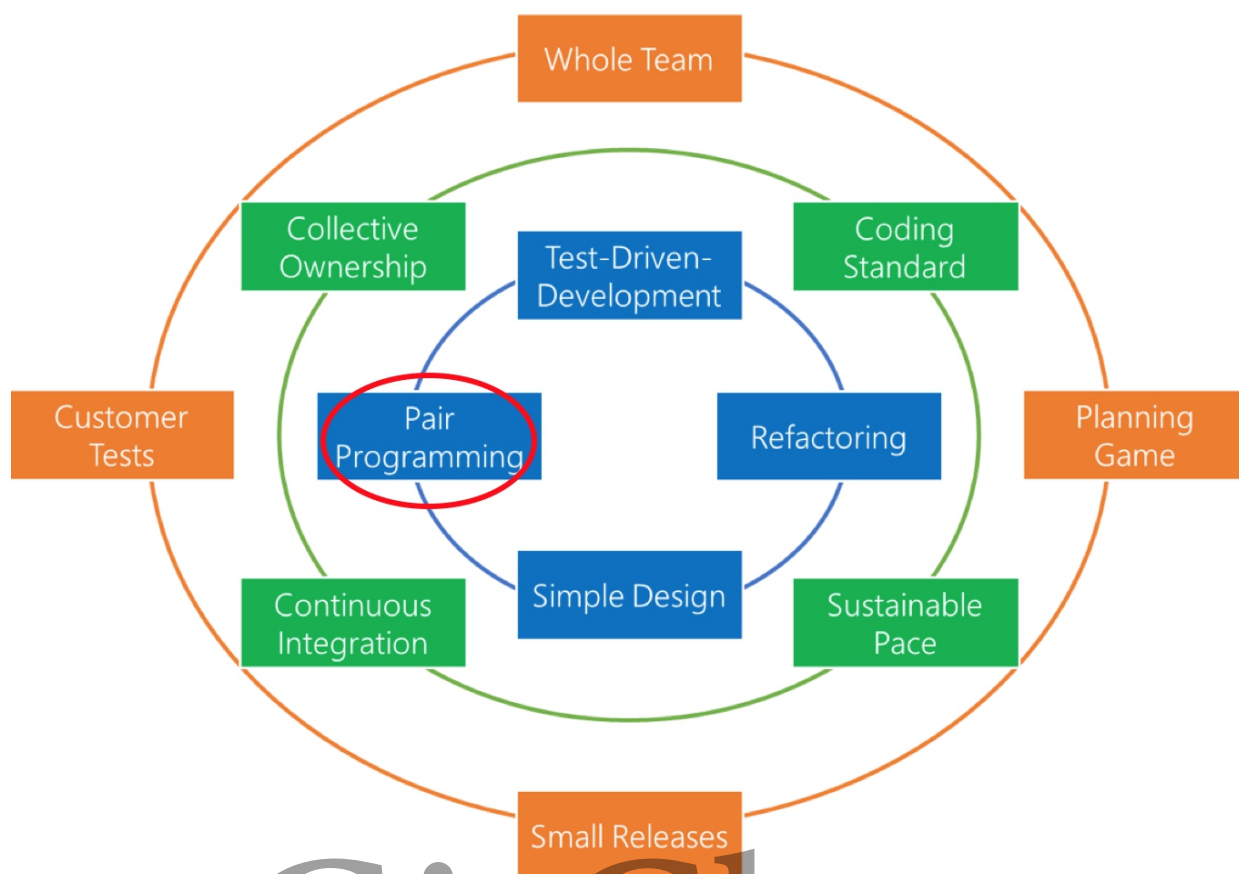 Whole Team
Collective
Ownership
Coding
Standard
Test-Driven-
Development
Customer
Tests
Pair
Programming
Refactoring
Planning
Game
Continuous
Integration
Simple Design
Sustainable
Pace
Small Releases